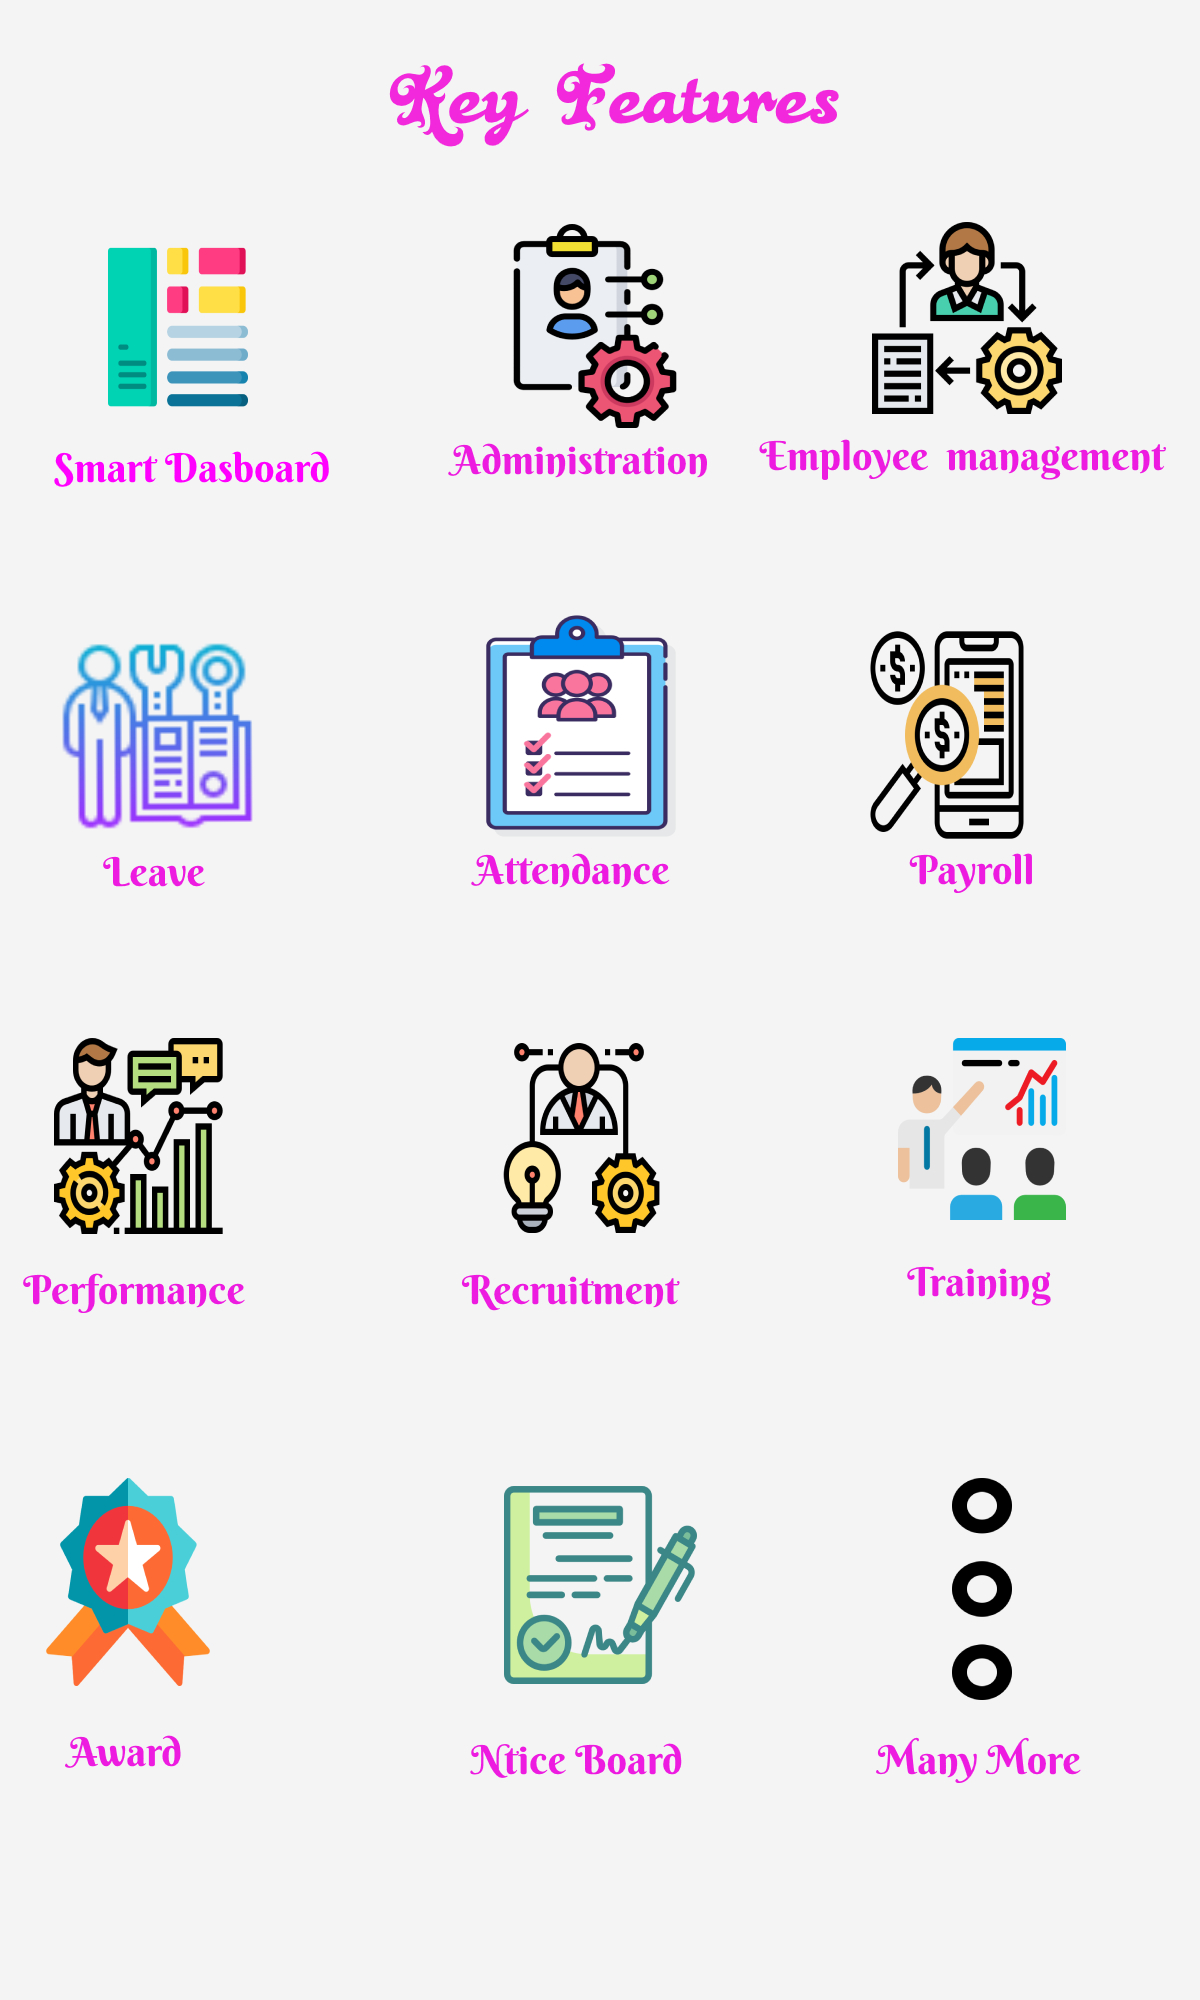 Key Features
Smart Dasboard
Administration
Employee management
Leave
Attendance
Payroll
Performance
Recruitment
Training
Award
Ntice Board
Many More